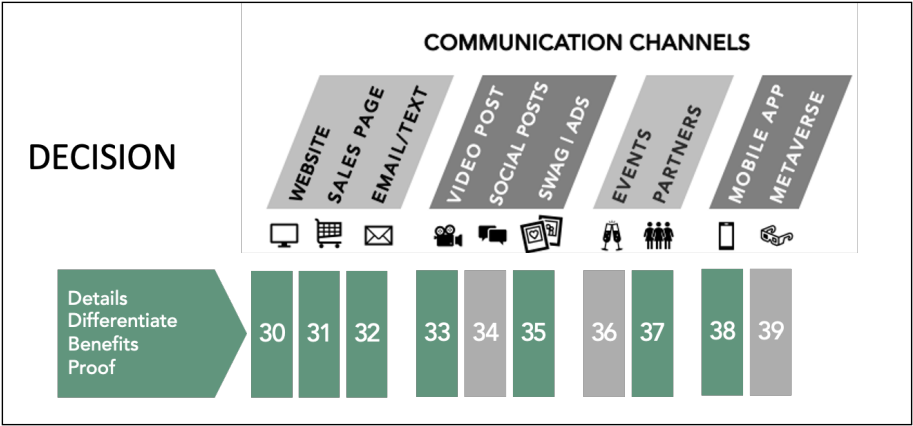 COMMUNICATION CHANNELS
DECISION
WEBSITE
SALES PAGE
EMAIL/TEXT
VIDEO POST
SOCIAL POSTS
SWAG | ADS
EVENTS
PARTNERS
MOBILE APP
METAVERSE
Details
Differentiate
Benefits
Proof
30 31 32 33 34 35 36 37 38 39